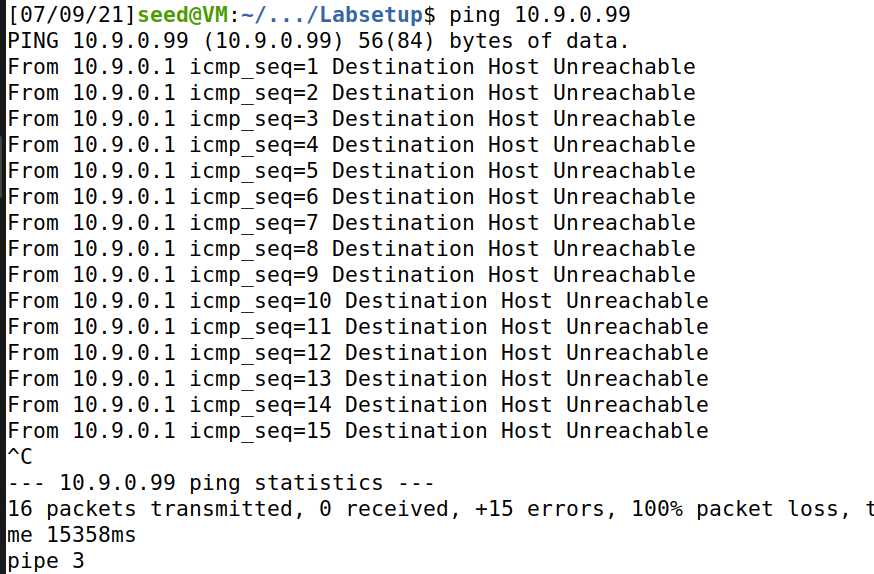 [07/09/21]seed@VM:~/.../Labsetup$ ping 10.9.0.99
PING 10.9.0.99 (10.9.0.99) 56(84) bytes of data.
From 10.9.0.1 icmp_seq=1 Destination Host Unreachable
From 10.9.0.1 icmp_seq=2 Destination Host Unreachable
From 10.9.0.1 icmp_seq=3 Destination Host Unreachable
From 10.9.0.1 icmp_seq=4 Destination Host Unreachable
From 10.9.0.1 icmp_seq=5 Destination Host Unreachable
From 10.9.0.1 icmp_seq=6 Destination Host Unreachable
From 10.9.0.1 icmp_seq=7 Destination Host Unreachable
From 10.9.0.1 icmp_seq=8 Destination Host Unreachable
From 10.9.0.1 icmp_seq=9 Destination Host Unreachable
From 10.9.0.1 icmp_seq=10 Destination Host Unreachable
From 10.9.0.1 icmp_seq=11 Destination Host Unreachable
From 10.9.0.1 icmp_seq=12 Destination Host Unreachable
From 10.9.0.1 icmp_seq=13 Destination Host Unreachable
From 10.9.0.1 icmp_seq=14 Destination Host Unreachable
From 10.9.0.1 icmp_seq=15 Destination Host Unreachable
^C
--- 10.9.0.99 ping statistics ---
16 packets transmitted, 0 received, +15 errors, 100% packet loss, t
me 15358ms
pipe 3